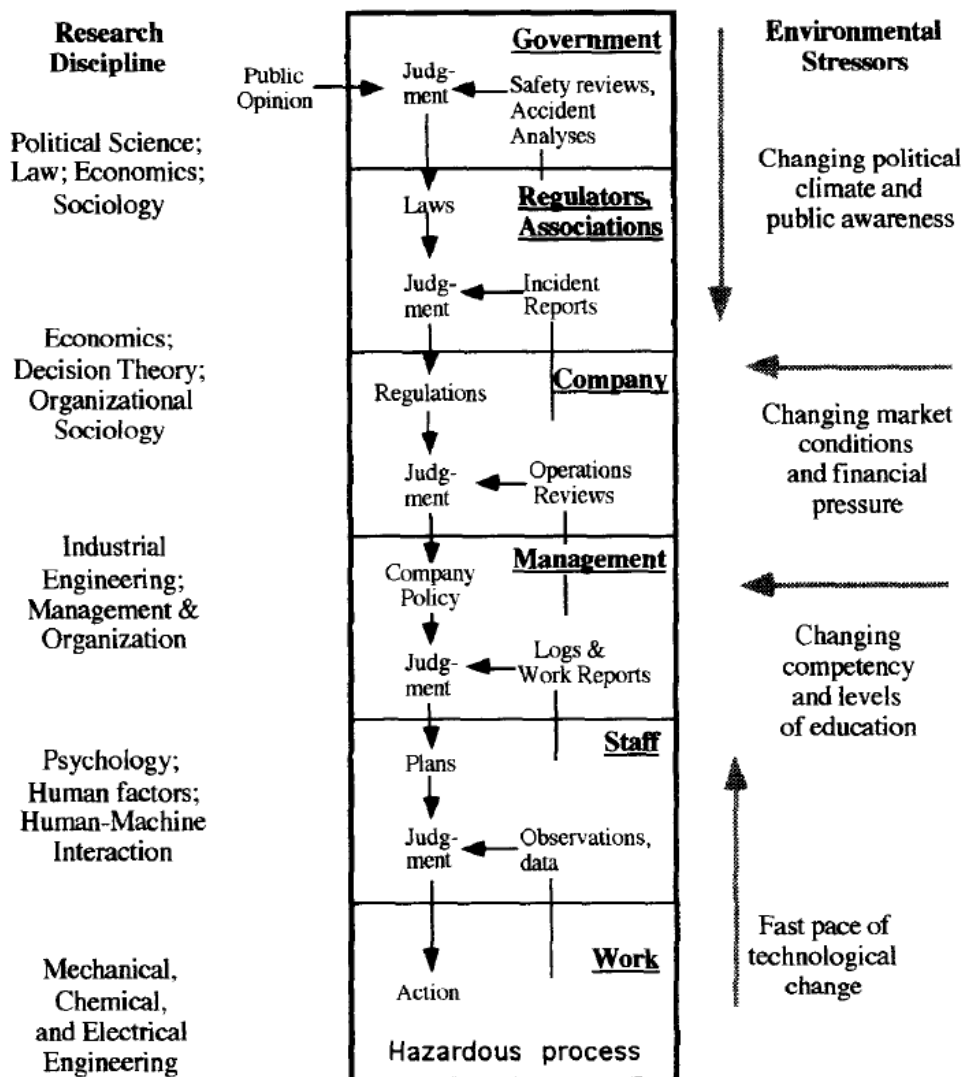 Research
Discipline
Political Science;
Law; Economics;
Sociology
Economics;
Decision Theory;
Organizational
Sociology
Industrial
Engineering;
Management &
Organization
Psychology;
Human factors;
Human-Machine
Interaction
Mechanical,
Chemical,
and Electrical
Engineering
Public
Opinion
Government
Judg-
ment
Safety reviews,
Accident
Analyses
Regulators,
Associations
Laws
Judg-
ment
Incident
Reports
Company
Regulations
Judg-
ment
Operations
Reviews
Management
Company
Policy
Judg-
ment
Logs &
Work Reports
Staff
Plans
Judg-
ment
Observations,
data
Work
Action
Hazardous process
Environmental
Stressors
Changing political
climate and
public awareness
Changing market
conditions
and financial
pressure
Changing
competency
and levels
of education
Fast pace of
technological
change